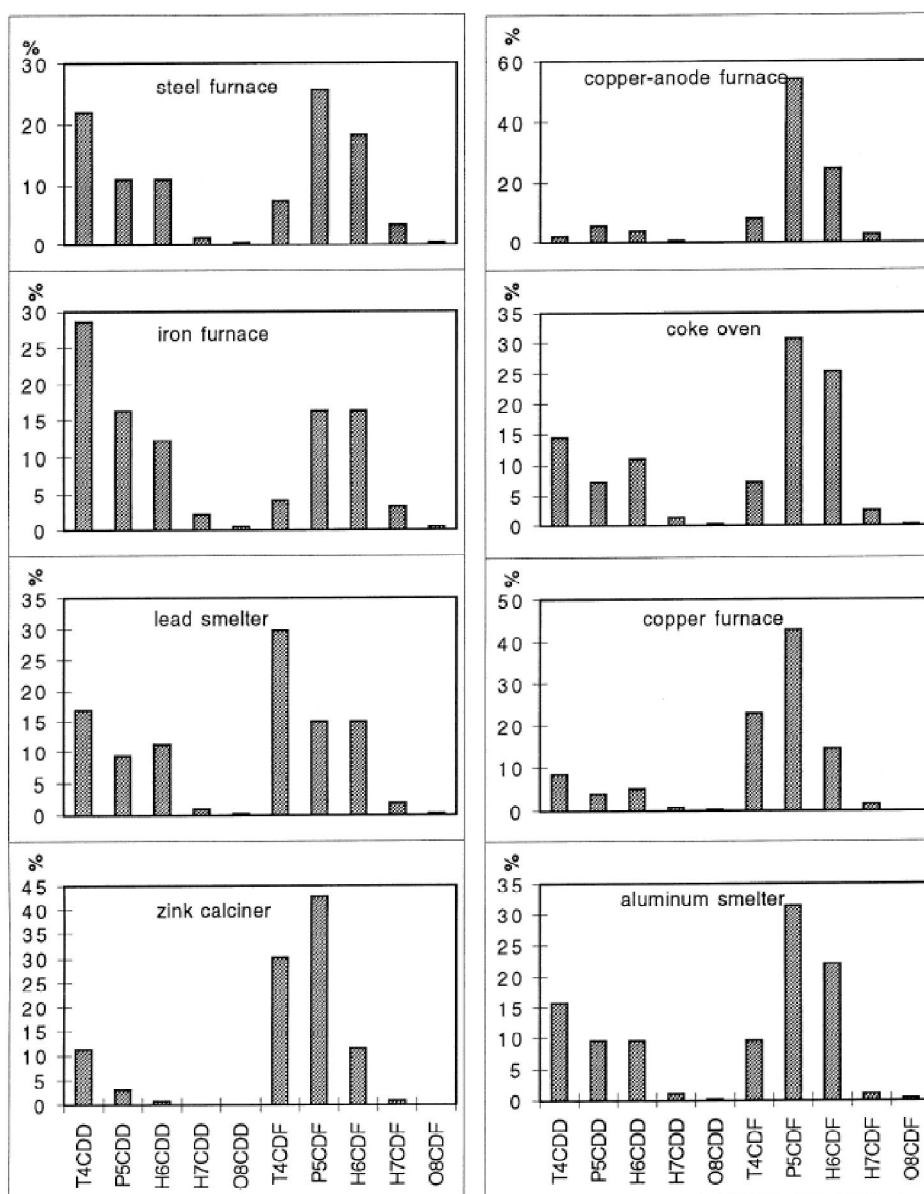 %
30
20
10
0
steel furnace
%
60
40
20
0
copper-anode furnace
%
30
25
20
15
10
5
0
iron furnace
%
35
30
25
20
15
10
5
0
coke oven
%
35
30
25
20
15
10
5
0
lead smelter
%
50
40
30
20
10
0
copper furnace
%
45
40
35
30
25
20
15
10
5
0
zink calciner
T4CDD
P5CDD
H6CDD
H7CDD
O8CDD
T4CDF
P5CDF
H6CDF
H7CDF
O8CDF
%
35
30
25
20
15
10
5
0
aluminum smelter
T4CDD
P5CDD
H6CDD
H7CDD
O8CDD
T4CDF
P5CDF
H6CDF
H7CDF
O8CDF